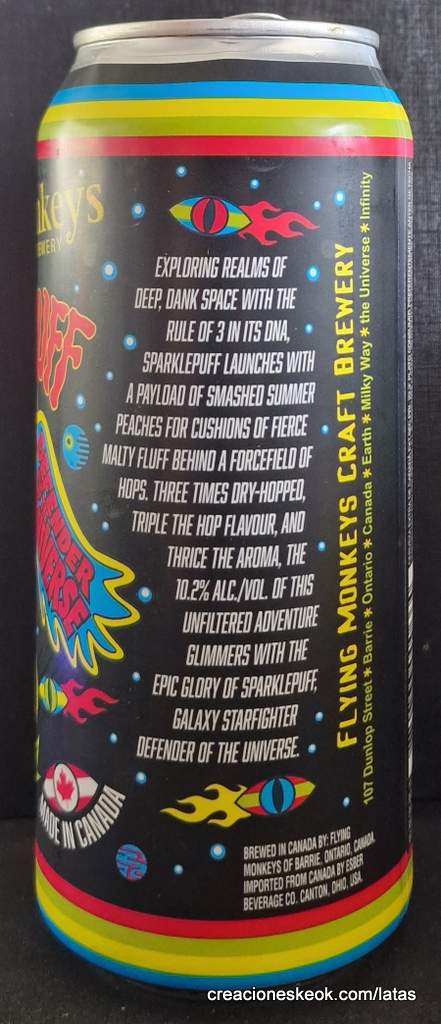 nkeys
BREWERY
UFF
DEFENDER
UNIVERSE
EXPLORING REALMS OF
DEEP, DANK SPACE WITH THE
RULE OF 3 IN ITS DNA,
SPARKLEPUFF LAUNCHES WITH
A PAYLOAD OF SMASHED SUMMER
PEACHES FOR CUSHIONS OF FIERCE
MALTY FLUFF BEHIND A FORCEFIELD OF
HOPS. THREE TIMES DRY-HOPPED,
TRIPLE THE HOP FLAVOUR, AND
THRICE THE AROMA, THE
10.2% ALC./VOL. OF THIS
UNFILTERED ADVENTURE
GLIMMERS WITH THE
EPIC GLORY OF SPARKLEPUFF,
GALAXY STARFIGHTER
DEFENDER OF THE UNIVERSE.
MADE IN CANADA
FLYING MONKEYS CRAFT BREWERY
107 Dunlop Street * Barrie * Ontario * Canada * Earth * Milky Way * the Universe * Infinity
BREWED IN CANADA BY: FLYING
MONKEYS OF BARRIE, ONTARIO, CANADA.
IMPORTED FROM CANADA BY ESBER
BEVERAGE CO. CANTON, OHIO, USA.
creacioneskeok.com/latas